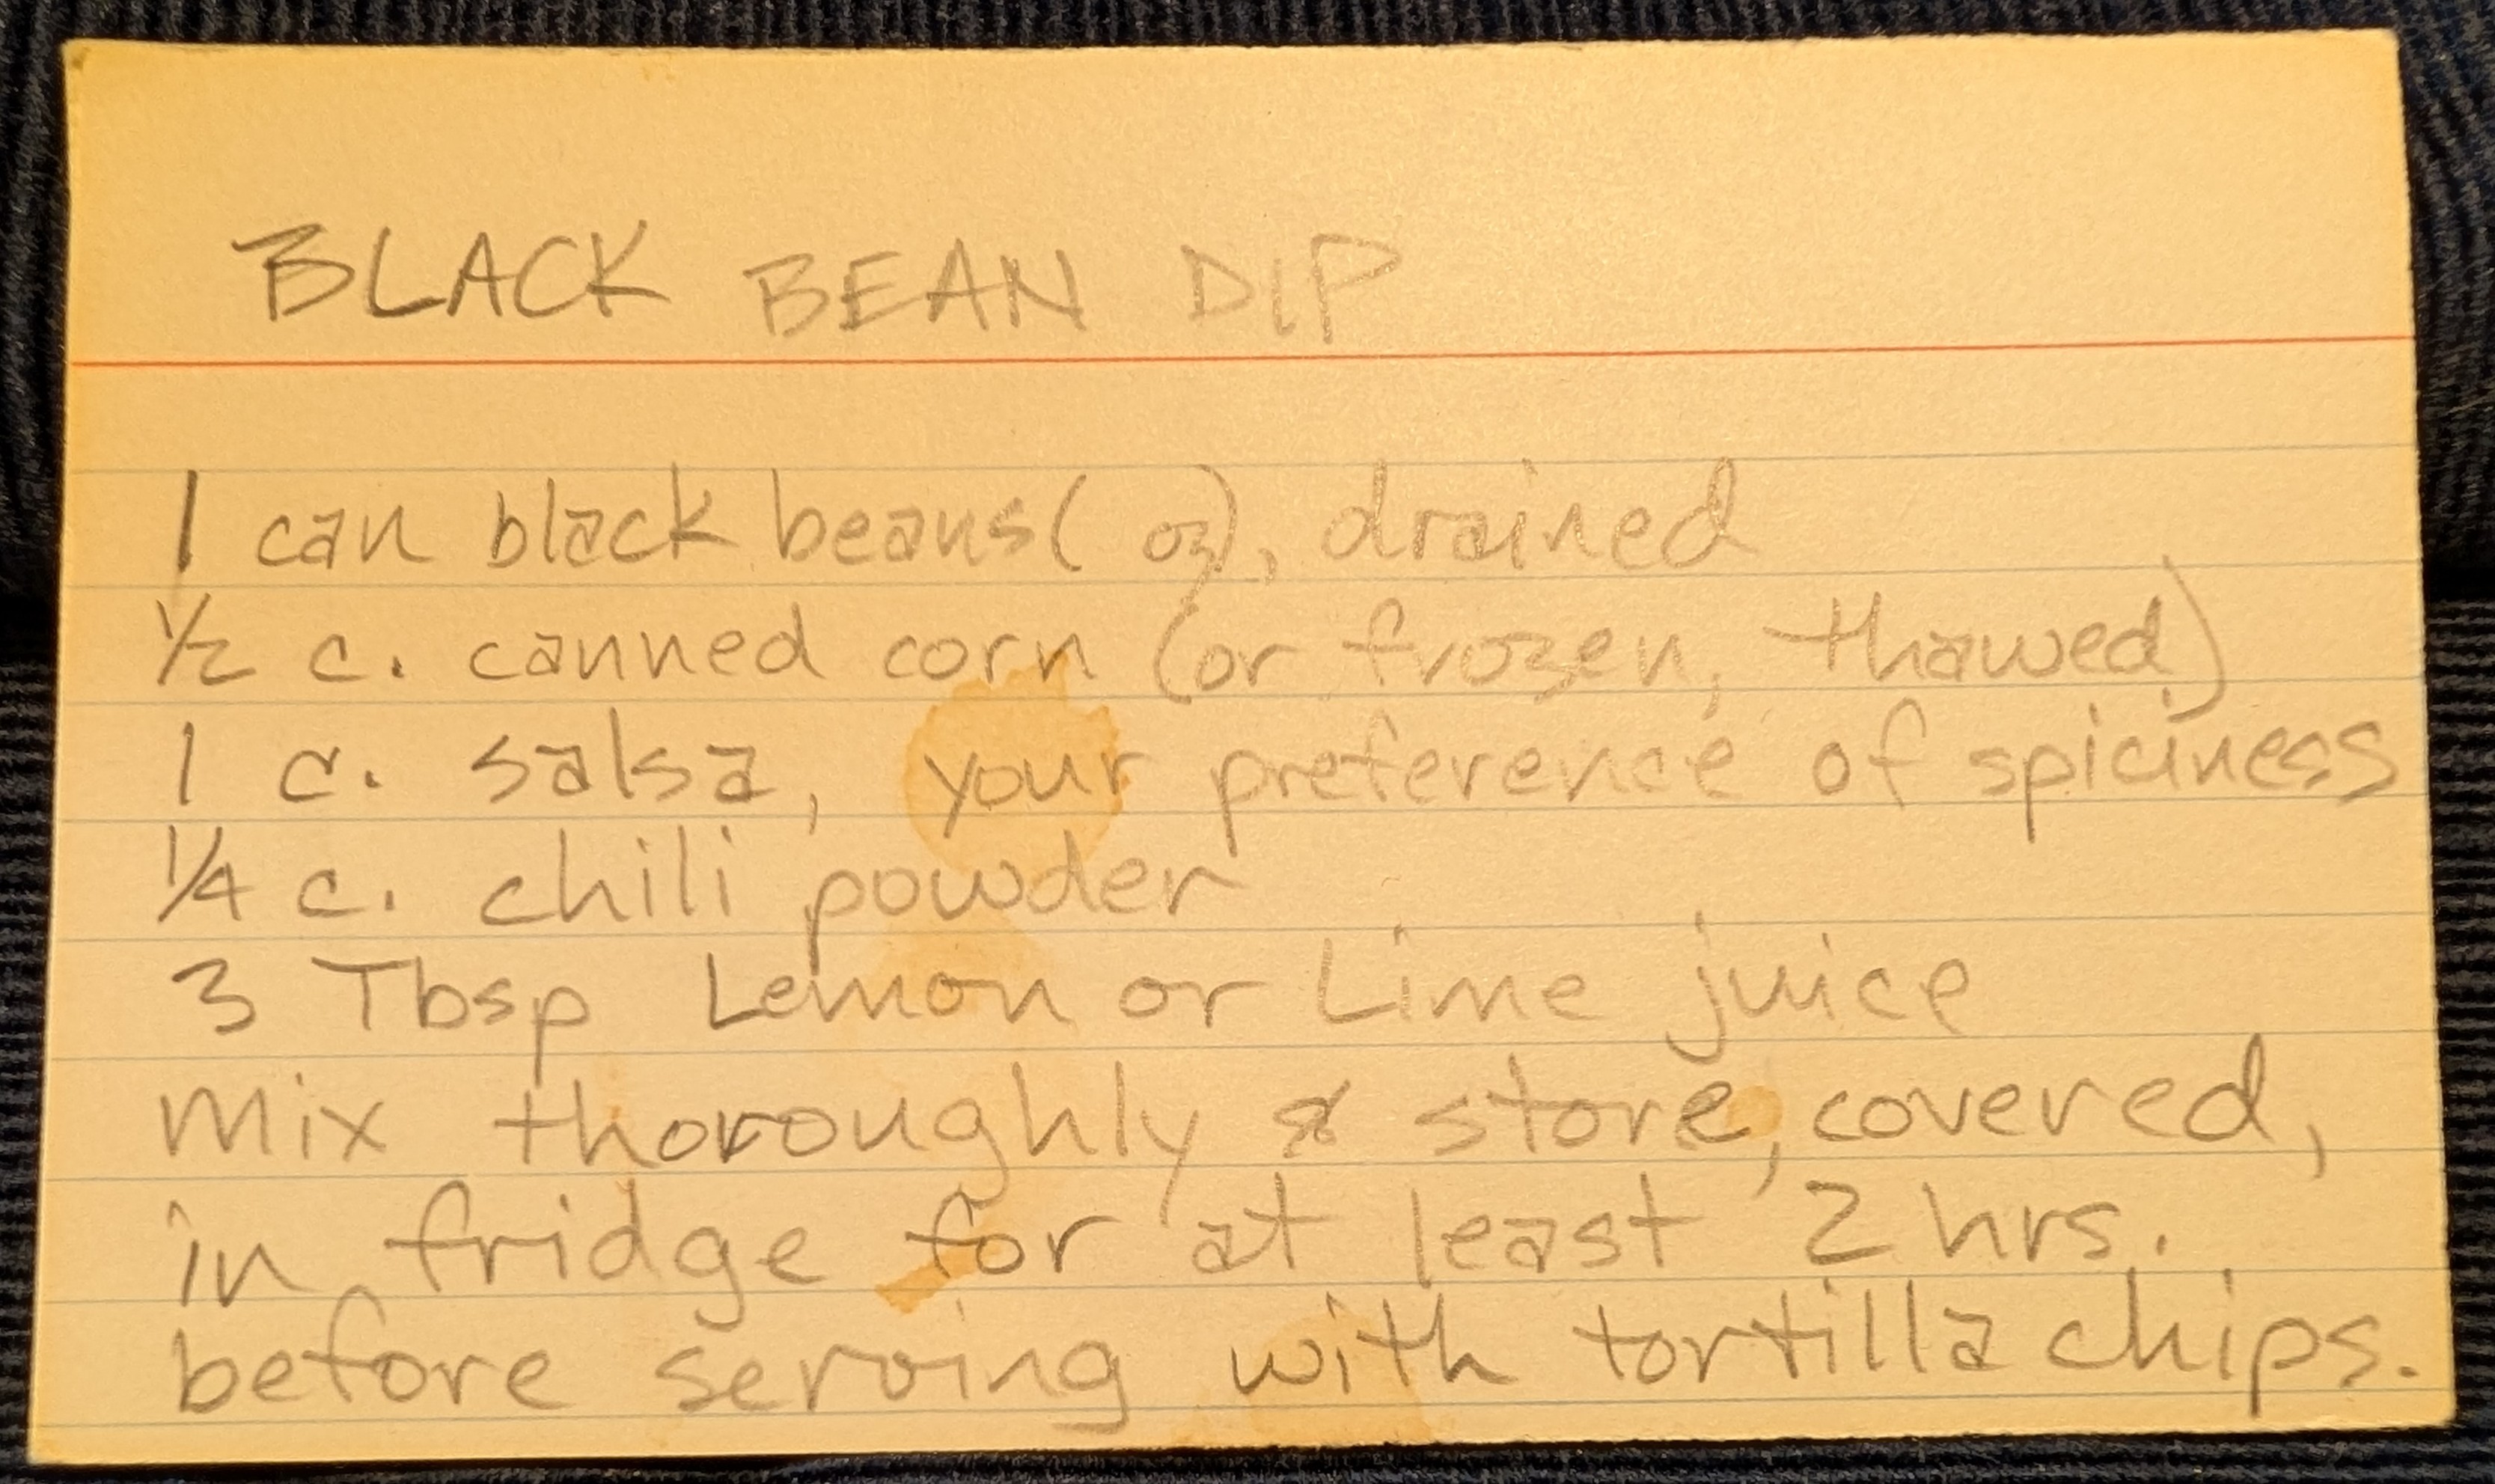 BLACK BEAN DIP
1 can black beans ( oz), drained
1/2 c. canned corn (or frozen, thawed)
1 c. salsa, your preference of spiciness
1/4 c. chili powder
3 Tbsp Lemon or Lime juice
Mix thoroughly & store, covered,
in fridge for at least 2 hrs.
before serving with tortilla chips.